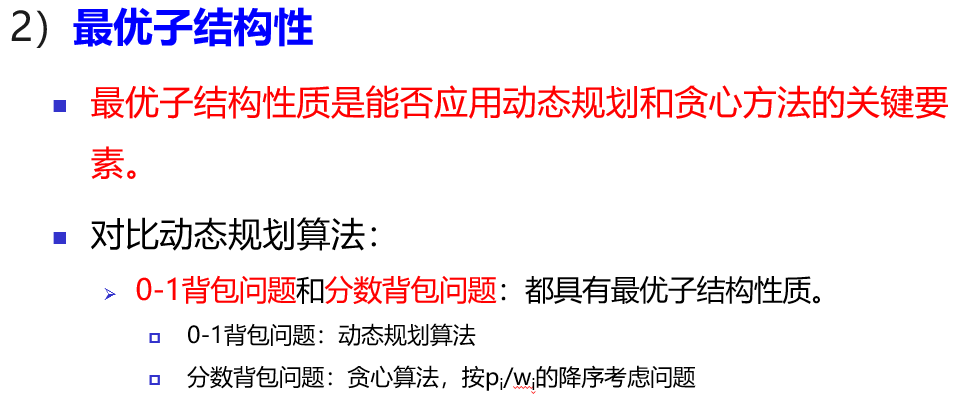 2）最优子结构性
最优子结构性质是能否应用动态规划和贪心方法的关键要
素。
对比动态规划算法：
0-1背包问题和分数背包问题：都具有最优子结构性质。
0-1背包问题：动态规划算法
分数背包问题：贪心算法，按pi/wi的降序考虑问题